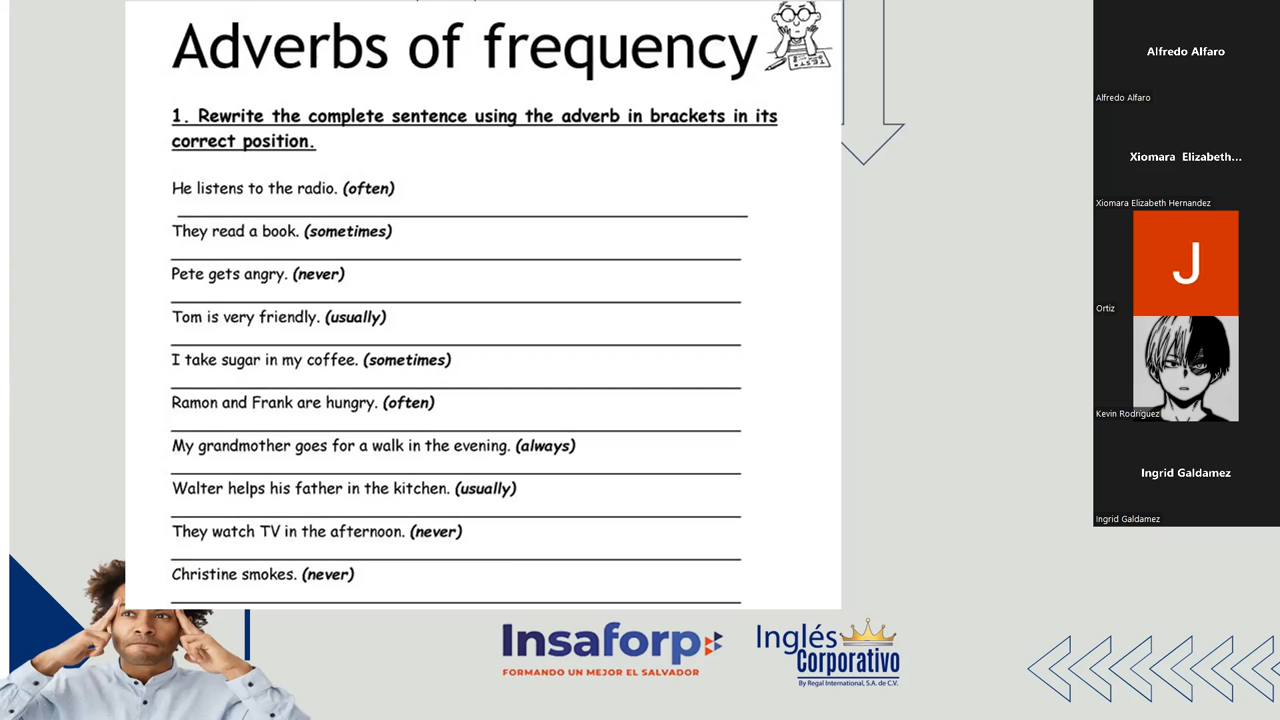 Adverbs of frequency
1. Rewrite the complete sentence using the adverb in brackets in its
correct position.
He listens to the radio. (often)
They read a book. (sometimes)
Pete gets angry. (never)
Tom is very friendly. (usually)
I take sugar in my coffee. (sometimes)
Ramon and Frank are hungry. (often)
My grandmother goes for a walk in the evening. (always)
Walter helps his father in the kitchen. (usually)
They watch TV in the afternoon. (never)
Christine smokes. (never)
Insaforp
FORMANDO UN MEJOR EL SALVADOR
Inglés
Corporativo
By Regal International, S.A. de C.V.
Alfredo Alfaro
Alfredo Alfaro
Xiomara Elizabeth...
Xiomara Elizabeth Hernandez
J
Ortiz
Kevin Rodriguez
Ingrid Galdamez
Ingrid Galdamez